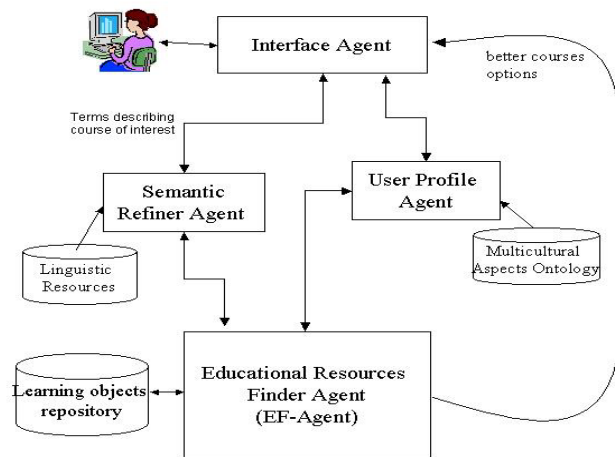 Interface Agent
better courses
options
Terms describing
course of interest
Semantic
Refiner Agent
User Profile
Agent
Linguistic
Resources
Multicultural
Aspects Ontology
Educational Resources
Finder Agent
(EF-Agent)
Learning objects
repository